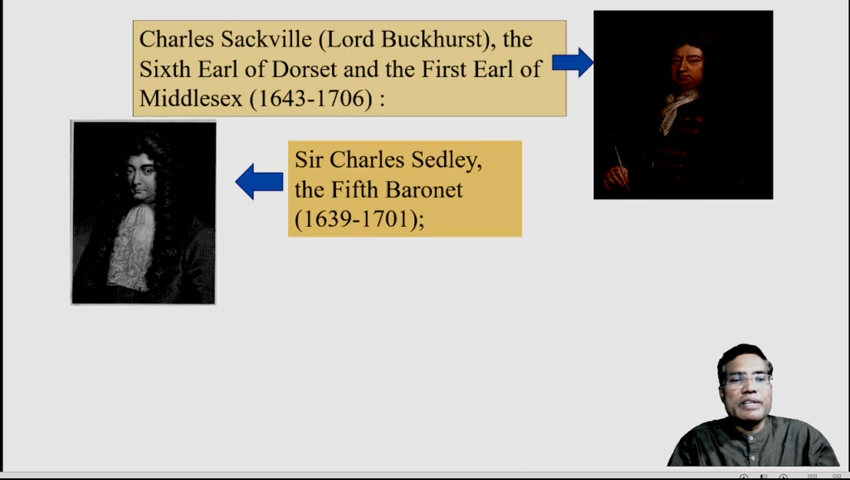 Charles Sackville (Lord Buckhurst), the
Sixth Earl of Dorset and the First Earl of
Middlesex (1643-1706) :
Sir Charles Sedley,
the Fifth Baronet
(1639-1701);